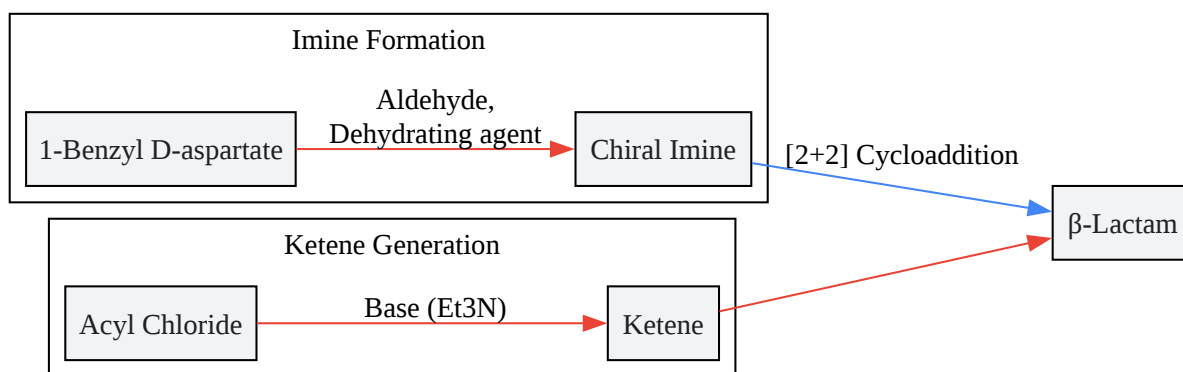 Imine Formation
Aldehyde,
Dehydrating agent
1-Benzyl D-aspartate
Chiral Imine
[2+2] Cycloaddition
β-Lactam
Ketene Generation
Base (Et3N)
Acyl Chloride
Ketene